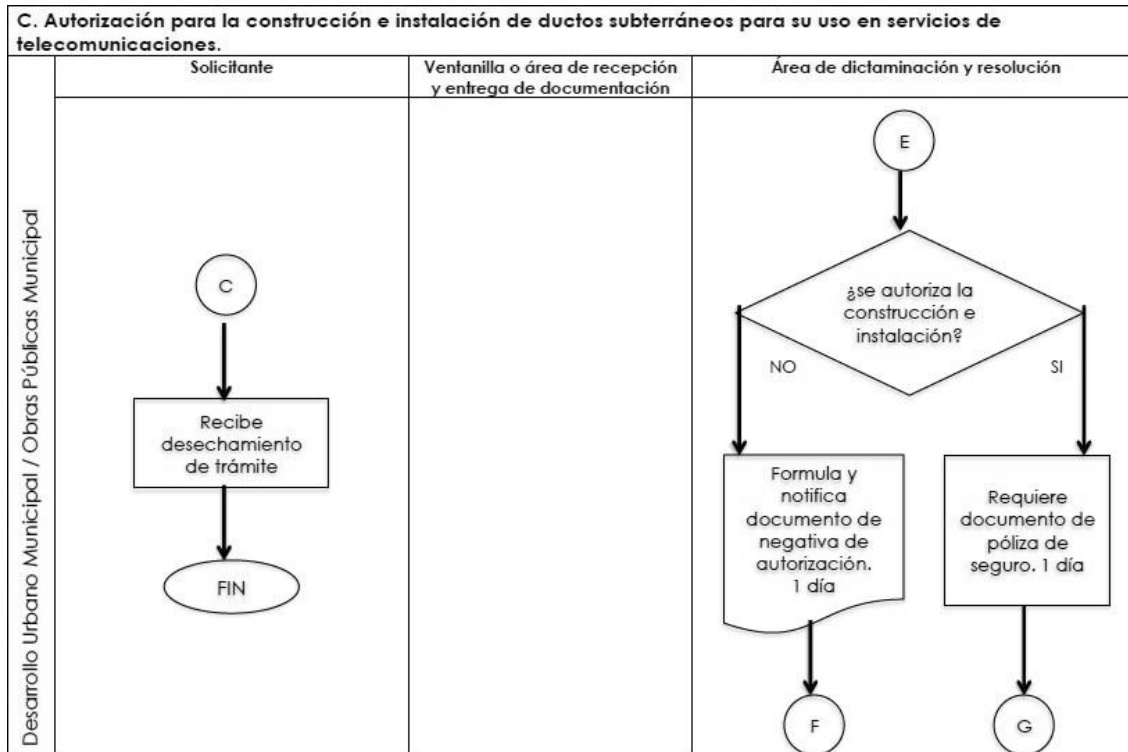 C. Autorización para la construcción e instalación de ductos subterráneos para su uso en servicios de
telecomunicaciones.
Solicitante
Ventanilla o área de recepción
y entrega de documentación
Área de dictaminación y resolución
Desarrollo Urbano Municipal / Obras Públicas Municipal
C
Recibe
desechamiento
de trámite
FIN
E
¿se autoriza la
construcción e
instalación?
NO
SI
Formula y
notifica
documento de
negativa de
autorización.
1 día
Requiere
documento de
póliza de
seguro. 1 día
F
G